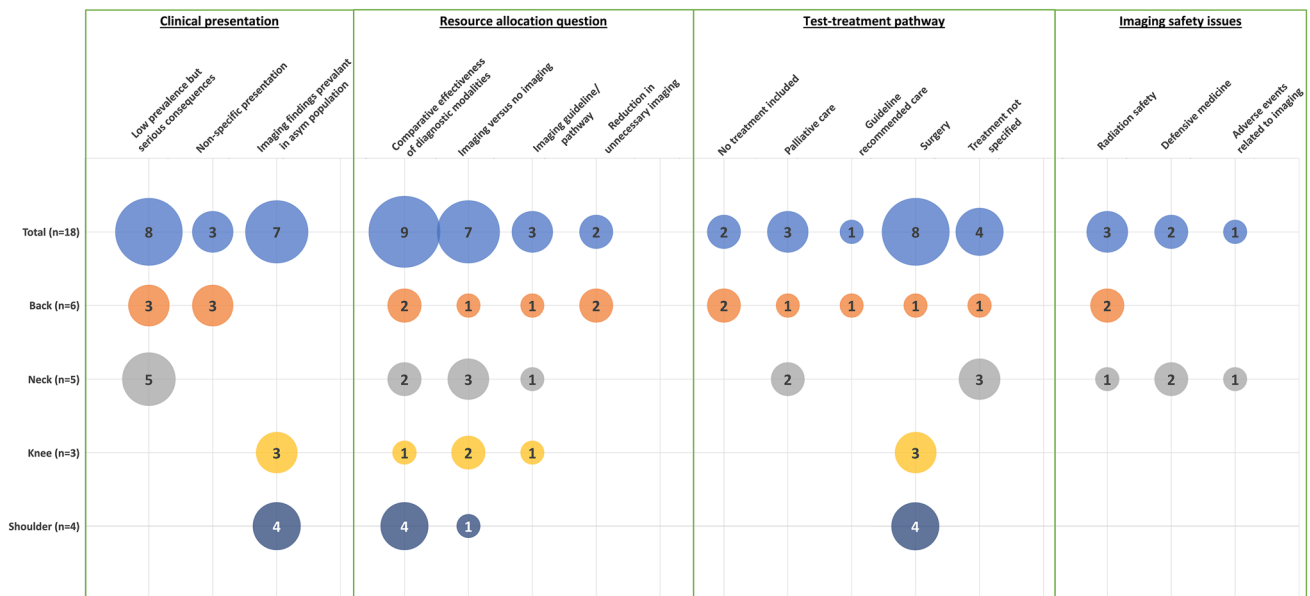 Clinical presentation
Resource allocation question
Test-treatment pathway
Imaging safety issues
Low prevalence but
serious consequences
Non-specific presentation
Imaging findings prevalant
in asym population
Comparative effectiveness
of diagnostic modalities
Imaging versus no imaging
Imaging guideline/
pathway
Reduction in
unnecessary imaging
No treatment included
Palliative care
Guideline
recommended care
Surgery
Treatment not
specified
Radiation safety
Defensive medicine
Adverse events
related to imaging
Total (n=18) 8 3 7 9 7 3 2 2 3 1 8 4 3 2 1
Back (n=6) 3 3 2 1 1 2 2 1 1 1 1 2
Neck (n=5) 5 2 3 1 2 3 1 2 1
Knee (n=3) 3 1 2 1 3
Shoulder (n=4) 4 4 1 4